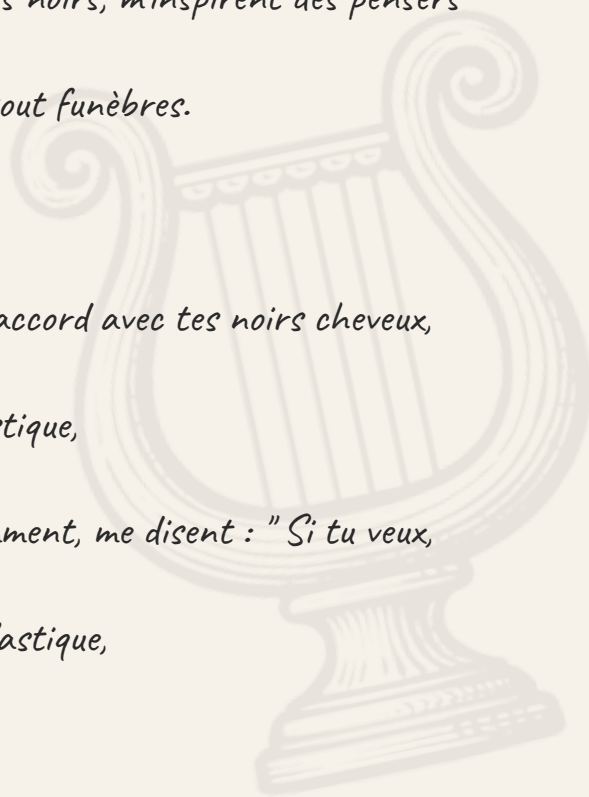 noirs, m'inspirent des pensers
out funèbres.
accord avec tes noirs cheveux,
tique,
ment, me disent : " Si tu veux,
astique,